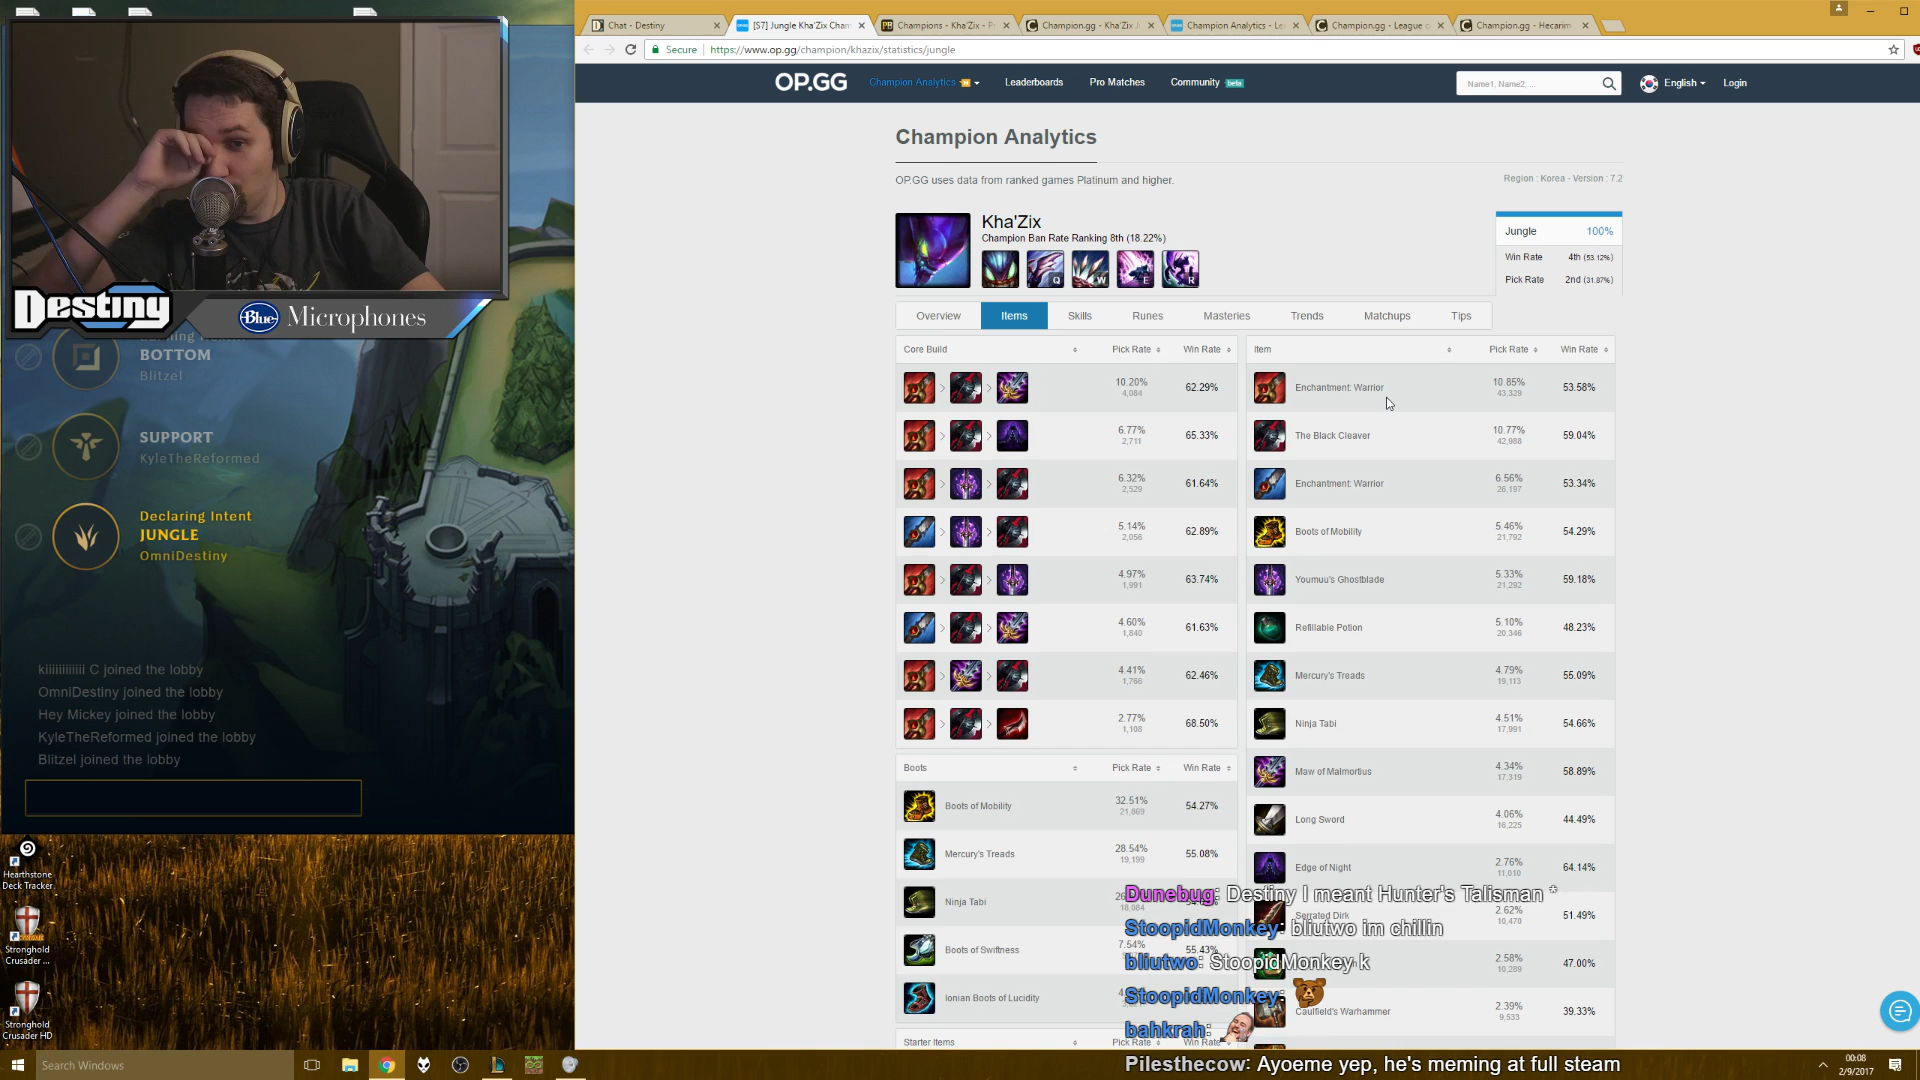 Chat - Destiny
[S7] Jungle Kha'Zix Cham
Champions - Kha'Zix - P
Champion.gg - Kha'Zix J
Champion Analytics - Le
Champion.gg - League o
Champion.gg - Hecarim
Secure
https://www.op.gg/champion/khazix/statistics/jungle
OP.GG
Champion Analytics
Leaderboards
Pro Matches
Community beta
Name1, Name2, ...
English
Login
Champion Analytics
OP.GG uses data from ranked games Platinum and higher.
Region : Korea - Version : 7.2
Kha'Zix
Champion Ban Rate Ranking 8th (18.22%)
Q
W
E
R
Jungle 100%
Win Rate 4th (53.12%)
Pick Rate 2nd (31.87%)
Overview Items Skills Runes Masteries Trends Matchups Tips
Core Build Pick Rate Win Rate
10.20% 62.29%
4,084
6.77% 65.33%
2,711
6.32% 61.64%
2,529
5.14% 62.89%
2,056
4.97% 63.74%
1,991
4.60% 61.63%
1,840
4.41% 62.46%
1,766
2.77% 68.50%
1,108
Boots Pick Rate Win Rate
Boots of Mobility 32.51% 54.27%
21,869
Mercury's Treads 28.54% 55.08%
19,199
Ninja Tabi
18,084
Boots of Swiftness 7.54% 55.43%
Ionian Boots of Lucidity
Starter Items Pick Rate Win Rate
Item Pick Rate Win Rate
Enchantment: Warrior 10.85% 53.58%
43,329
The Black Cleaver 10.77% 59.04%
42,988
Enchantment: Warrior 6.56% 53.34%
26,197
Boots of Mobility 5.46% 54.29%
21,792
Youmuu's Ghostblade 5.33% 59.18%
21,292
Refillable Potion 5.10% 48.23%
20,346
Mercury's Treads 4.79% 55.09%
19,113
Ninja Tabi 4.51% 54.66%
17,991
Maw of Malmortius 4.34% 58.89%
17,319
Long Sword 4.06% 44.49%
16,225
Edge of Night 2.76% 64.14%
11,010
Serrated Dirk 2.62% 51.49%
10,470
2.58% 47.00%
10,289
Caulfield's Warhammer 2.39% 39.33%
9,533
Destiny
Blue Microphones
BOTTOM
Blitzel
SUPPORT
KyleTheReformed
Declaring Intent
JUNGLE
OmniDestiny
kiiiiiiiiiiii C joined the lobby
OmniDestiny joined the lobby
Hey Mickey joined the lobby
KyleTheReformed joined the lobby
Blitzel joined the lobby
Hearthstone
Deck Tracker
Stronghold
Crusader ...
Stronghold
Crusader HD
Dunebug: Destiny I meant Hunter's Talisman *
StoopidMonkey: bliutwo im chillin
bliutwo: StoopidMonkey k
StoopidMonkey:
bahkrah:
Pilesthecow: Ayoeme yep, he's meming at full steam
Search Windows
00:08
2/9/2017